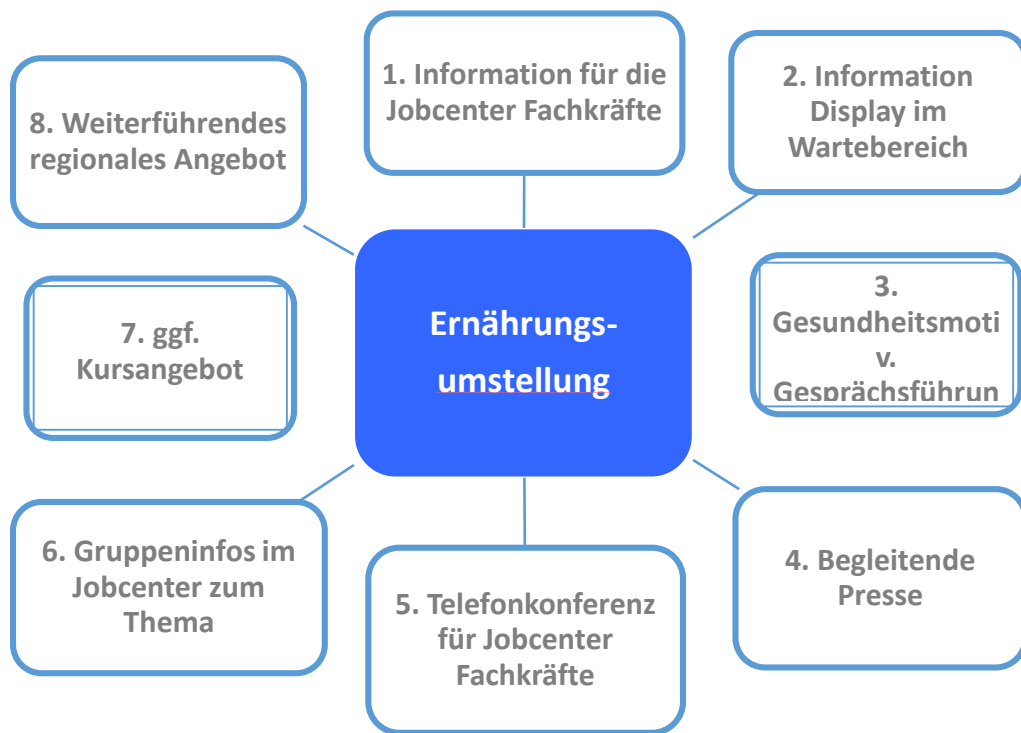 1. Information für die
Jobcenter Fachkräfte
2. Information
Display im
Wartebereich
3.
Gesundheitsmoti
v.
Gesprächsführun
4. Begleitende
Presse
5. Telefonkonferenz
für Jobcenter
Fachkräfte
6. Gruppeninfos im
Jobcenter zum
Thema
7. ggf.
Kursangebot
8. Weiterführendes
regionales Angebot
Ernährungs-
umstellung